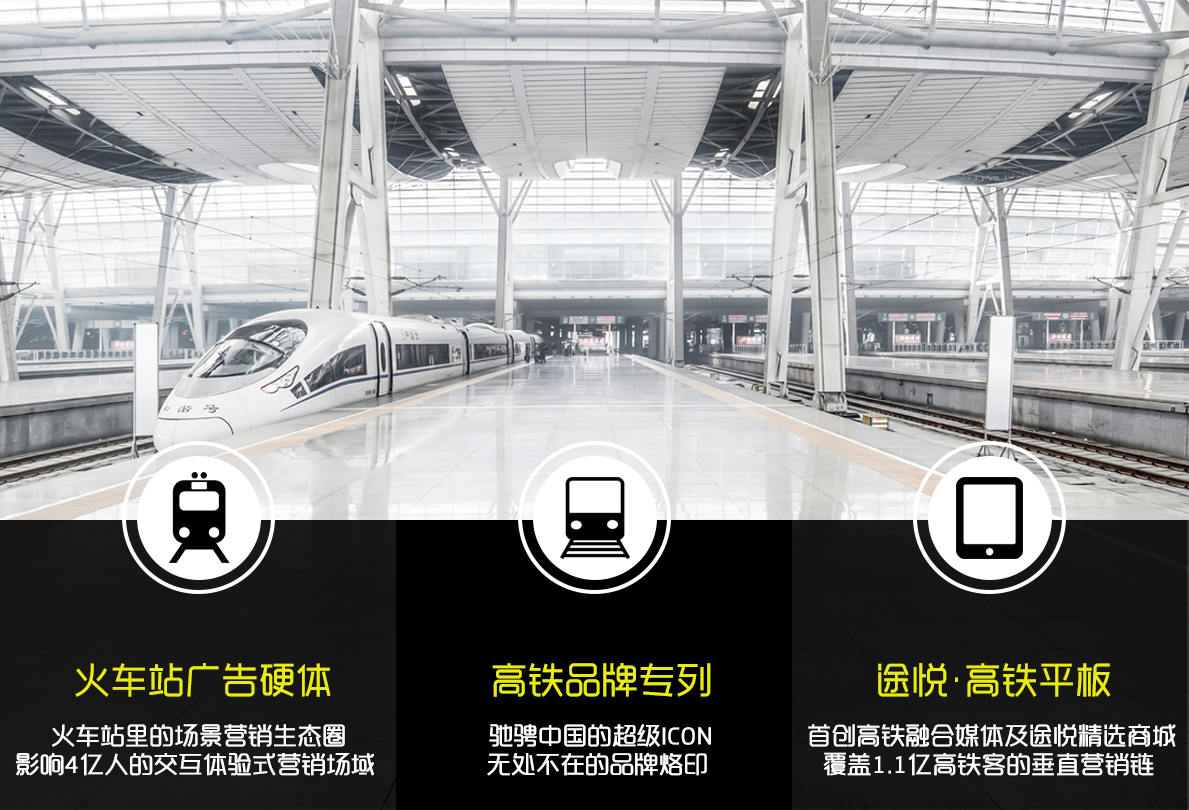 火车站广告硬体
火车站里的场景营销生态圈
影响4亿人的交互体验式营销场域
高铁品牌专列
驰骋中国的超级ICON
无处不在的品牌烙印
途悦·高铁平板
首创高铁融合媒体及途悦精选商城
覆盖1.1亿高铁客的垂直营销链